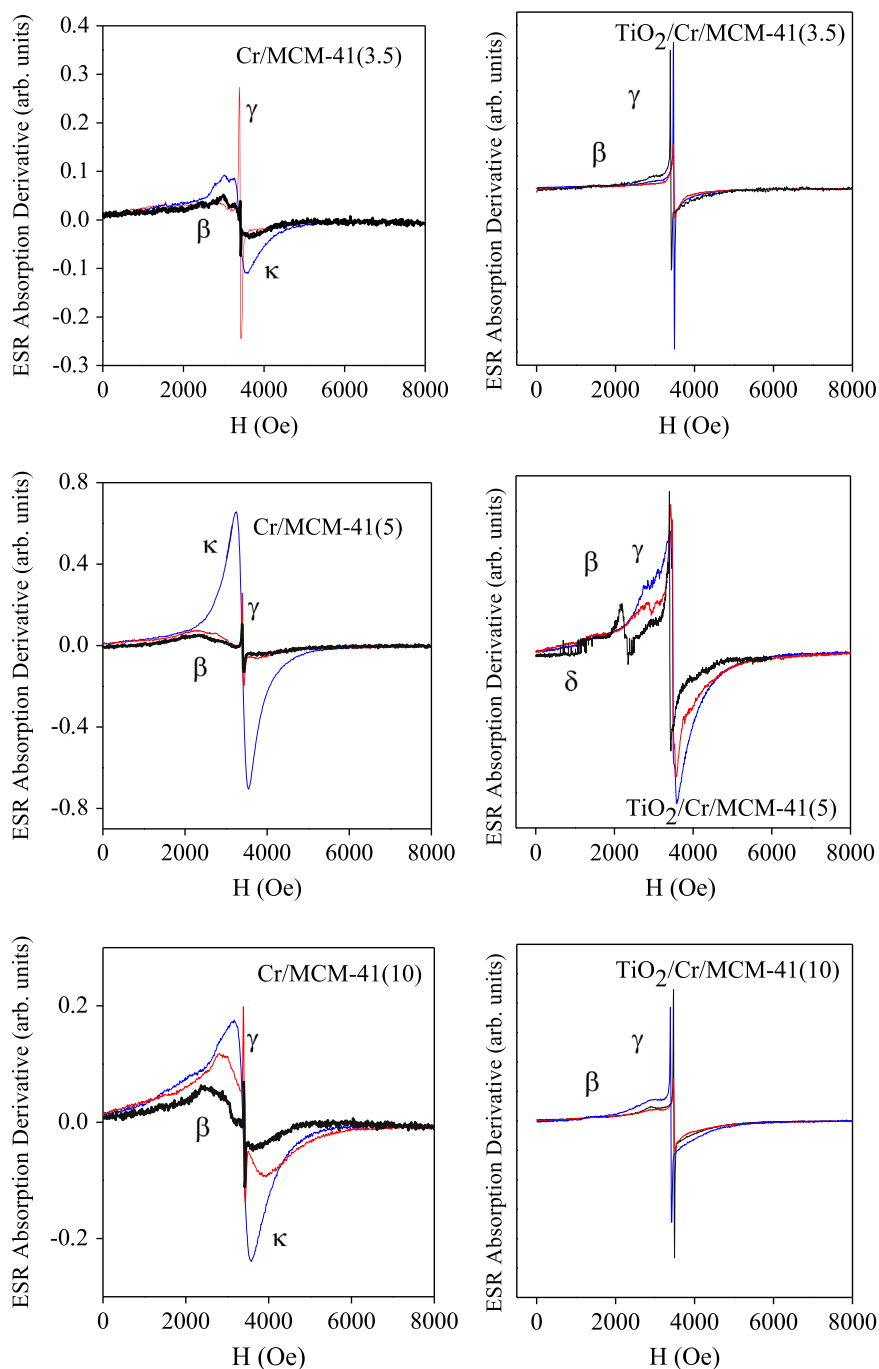 ESR Absorption Derivative (arb. units)
0.4
0.3
0.2
0.1
0.0
-0.1
-0.2
-0.3
Cr/MCM-41(3.5)
γ
β
κ
0 2000 4000 6000 8000
H (Oe)
ESR Absorption Derivative (arb. units)
TiO₂/Cr/MCM-41(3.5)
γ
β
0 2000 4000 6000 8000
H (Oe)
ESR Absorption Derivative (arb. units)
0.8
0.4
0.0
-0.4
-0.8
Cr/MCM-41(5)
κ
γ
β
0 2000 4000 6000 8000
H (Oe)
ESR Absorption Derivative (arb. units)
β
γ
δ
TiO₂/Cr/MCM-41(5)
0 2000 4000 6000 8000
H (Oe)
ESR Absorption Derivative (arb. units)
0.2
0.0
-0.2
Cr/MCM-41(10)
γ
β
κ
0 2000 4000 6000 8000
H (Oe)
ESR Absorption Derivative (arb. units)
TiO₂/Cr/MCM-41(10)
γ
β
0 2000 4000 6000 8000
H (Oe)